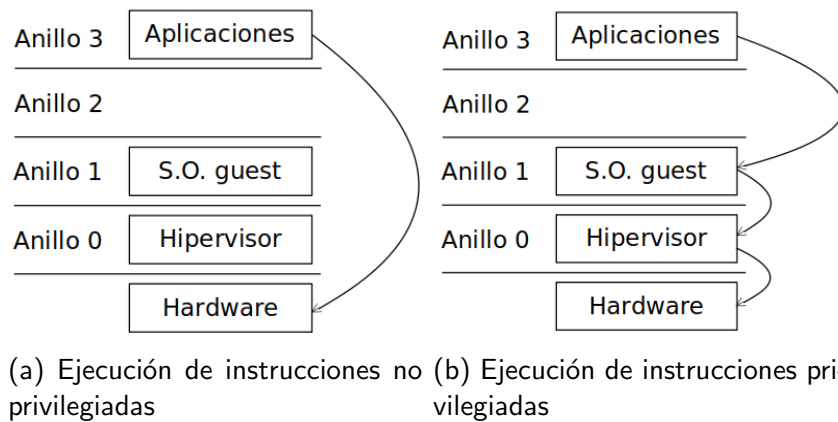 Anillo 3 Aplicaciones
Anillo 2
Anillo 1 S.O. guest
Anillo 0 Hipervisor
Hardware
(a) Ejecución de instrucciones no
privilegiadas
Anillo 3 Aplicaciones
Anillo 2
Anillo 1 S.O. guest
Anillo 0 Hipervisor
Hardware
(b) Ejecución de instrucciones pri-
vilegiadas